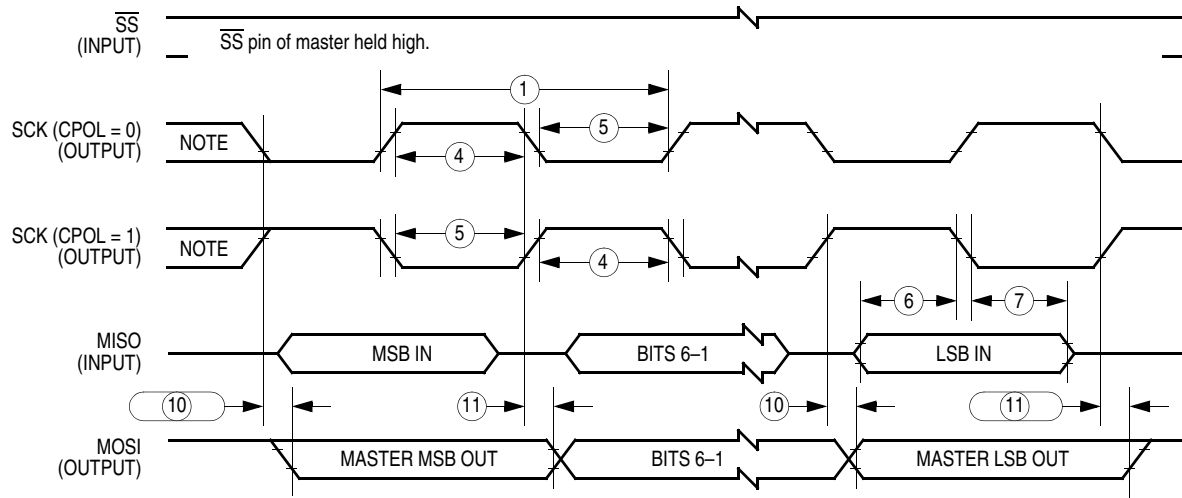 SS
(INPUT)
SS pin of master held high.
1
SCK (CPOL = 0)
(OUTPUT)
NOTE
4
5
SCK (CPOL = 1)
(OUTPUT)
NOTE
5
4
6
7
MISO
(INPUT)
MSB IN
BITS 6–1
LSB IN
10
11
10
11
MOSI
(OUTPUT)
MASTER MSB OUT
BITS 6–1
MASTER LSB OUT